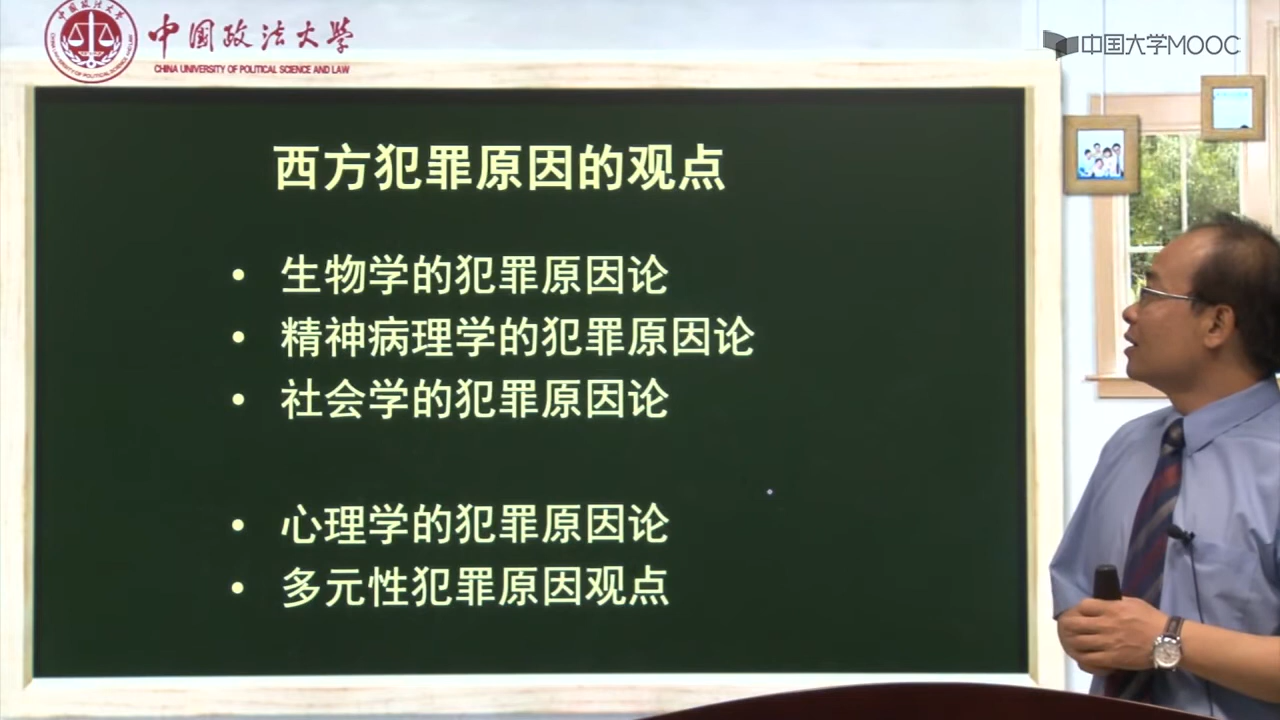 中国政法大学
CHINA UNIVERSITY OF POLITICAL SCIENCE AND LAW
中国大学MOOC
西方犯罪原因的观点
• 生物学的犯罪原因论
• 精神病理学的犯罪原因论
• 社会学的犯罪原因论
• 心理学的犯罪原因论
• 多元性犯罪原因观点